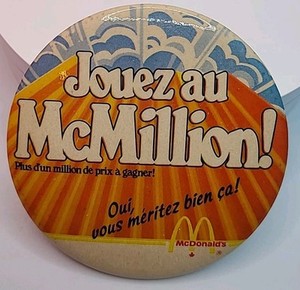 Jouez au
McMillion!
Plus d'un million de prix à gagner!
Oui,
vous méritez bien ça!
McDonald's